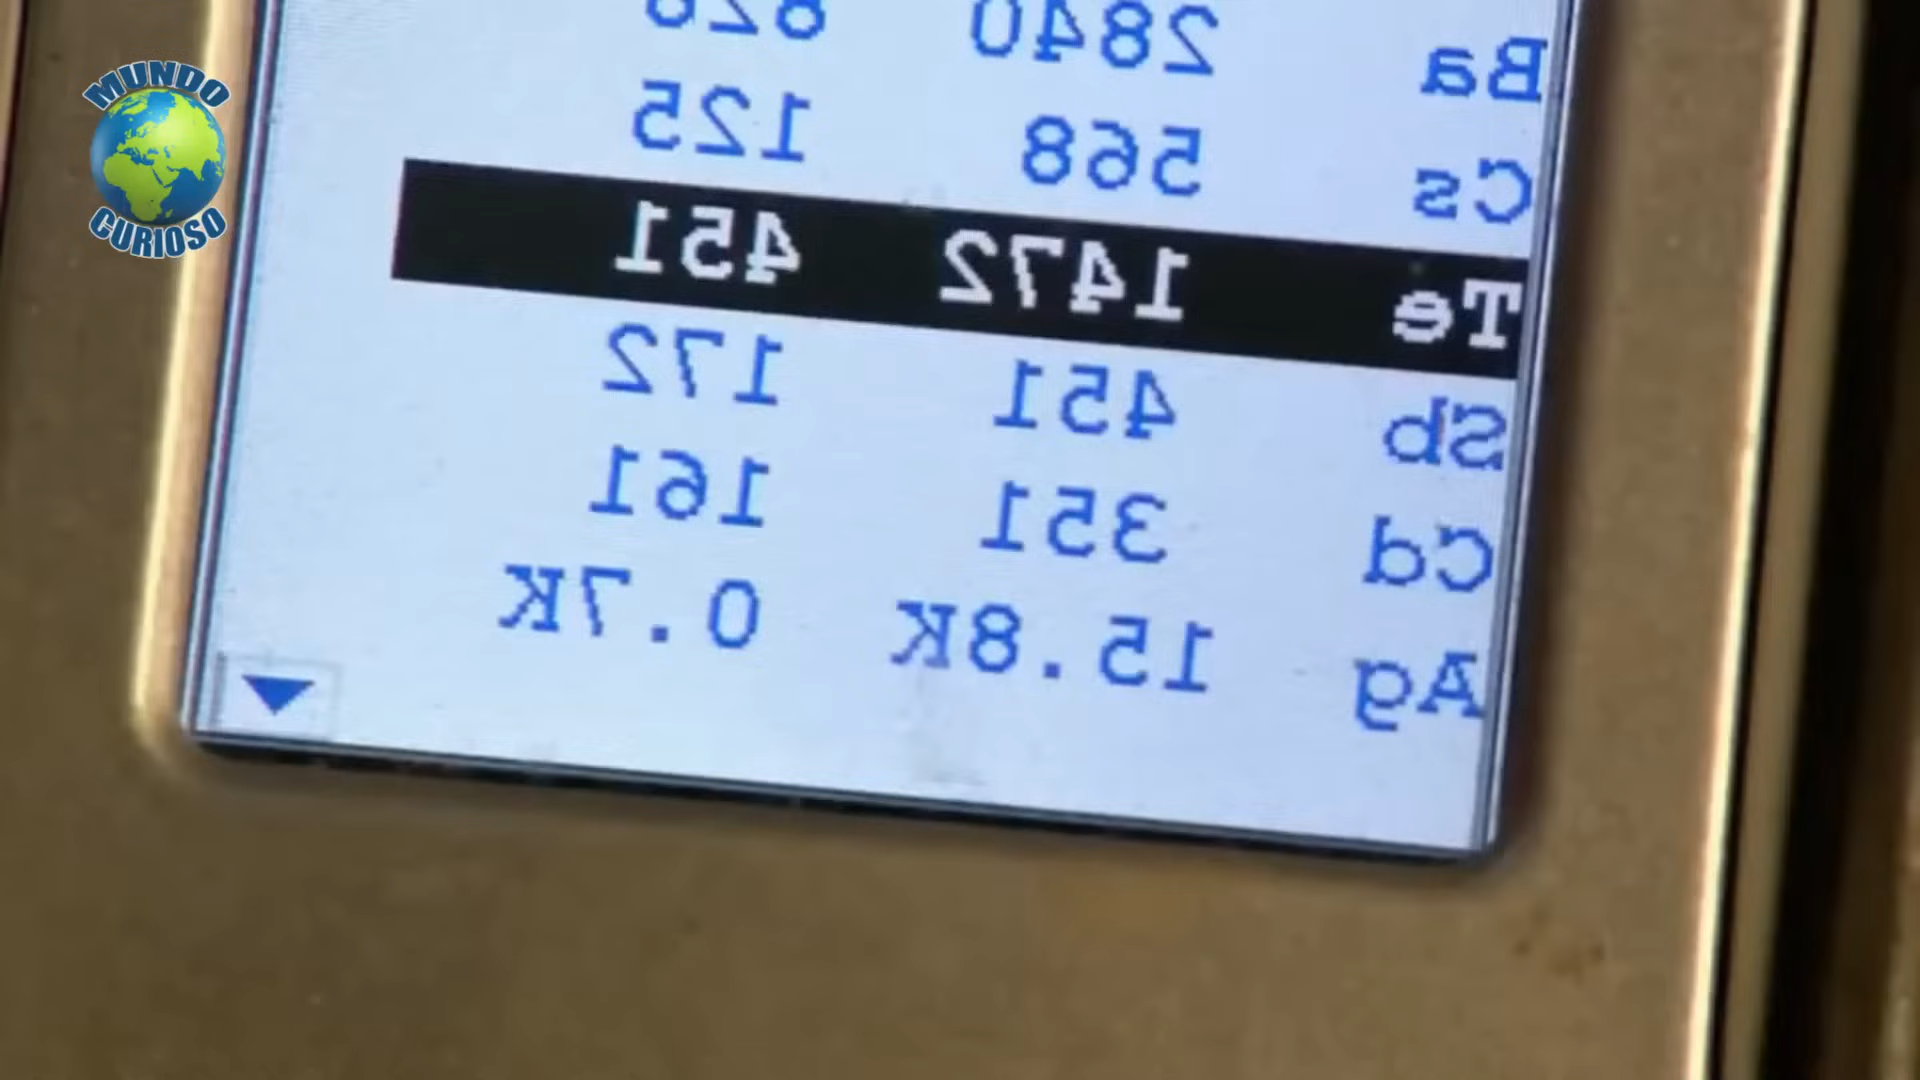 MUNDO
CURIOSO
Ba 2840
Cs 568 125
Te 1472 451
Sb 451 172
Cd 351 161
Ag 15.8K 0.7K